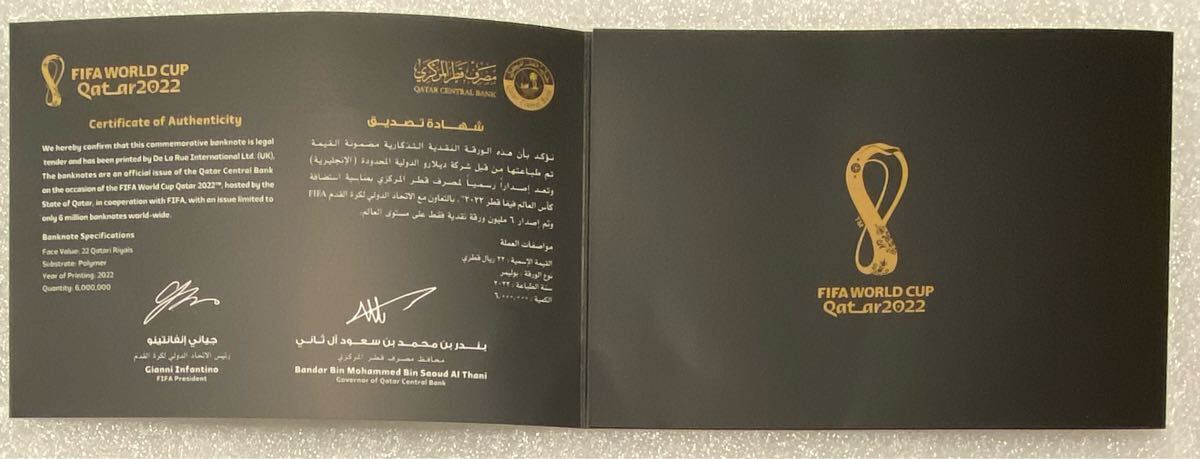 FIFA WORLD CUP
Qatar2022
مصرف قطر المركزي
QATAR CENTRAL BANK
Certificate of Authenticity
We hereby confirm that this commemorative banknote is legal
tender and has been printed by De La Rue International Ltd. (UK).
The banknotes are an official issue of the Qatar Central Bank
on the occasion of the FIFA World Cup Qatar 2022™, hosted by the
State of Qatar, in cooperation with FIFA, with an issue limited to
only 6 million banknotes world-wide.
Banknote Specifications
Face Value: 22 Qatari Riyals
Substrate: Polymer
Year of Printing: 2022
Quantity: 6,000,000
شهادة تصديق
نؤكد بأن هذه الورقة النقدية التذكارية مضمونة القيمة
تم طباعتها من قبل شركة ديلارو الدولية المحدودة (الإنجليزية)
وتعد إصداراً رسمياً لمصرف قطر المركزي بمناسبة استضافة
كأس العالم فيفا قطر ٢٠٢٢™، بالتعاون مع الاتحاد الدولي لكرة القدم FIFA
وتم إصدار ٦ مليون ورقة نقدية فقط على مستوى العالم.
مواصفات العملة
القيمة الإسمية : ٢٢ ريال قطري
نوع الورقة : بوليمر
سنة الطباعة : ٢٠٢٢
الكمية : ٦,٠٠٠,٠٠٠
جياني إنفانتينو
رئيس الاتحاد الدولي لكرة القدم
Gianni Infantino
FIFA President
بندر بن محمد بن سعود آل ثاني
محافظ مصرف قطر المركزي
Bandar Bin Mohammed Bin Saoud Al Thani
Governor of Qatar Central Bank
TM
FIFA WORLD CUP
Qatar2022